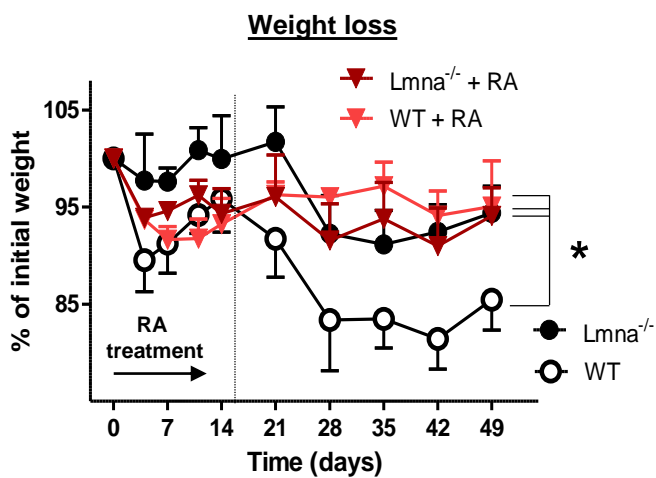 Weight loss
Lmna-/- + RA
WT + RA
105
95
85
% of initial weight
RA
treatment
*
Lmna-/-
WT
0 7 14 21 28 35 42 49
Time (days)